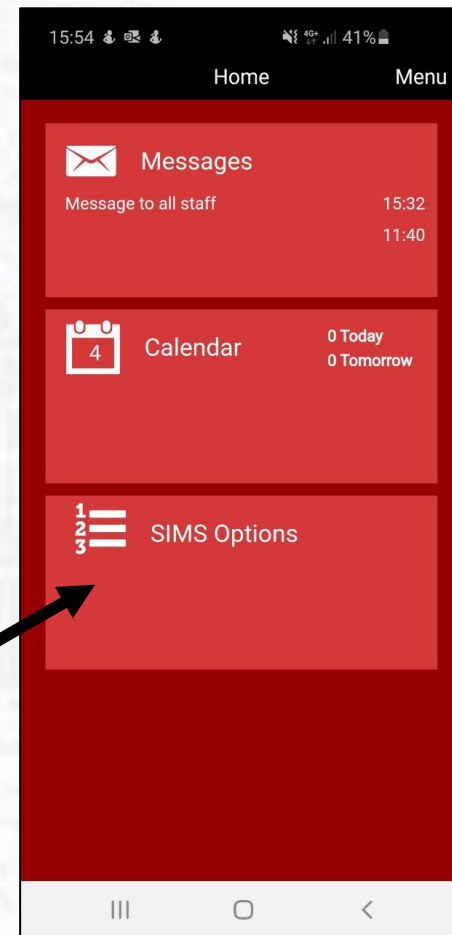 15:54 4G+ 41%
Home Menu
Messages
Message to all staff 15:32
11:40
4 Calendar 0 Today
0 Tomorrow
1
2 SIMS Options
3